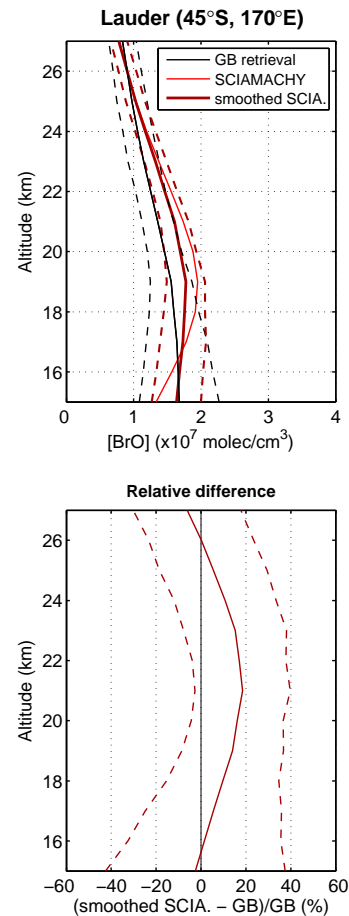 Lauder (45°S, 170°E)
26
24
22
20
18
16
Altitude (km)
GB retrieval
SCIAMACHY
smoothed SCIA.
0 1 2 3 4
[BrO] (x10⁷ molec/cm³)
Relative difference
26
24
22
20
18
16
Altitude (km)
−60 −40 −20 0 20 40 60
(smoothed SCIA. − GB)/GB (%)